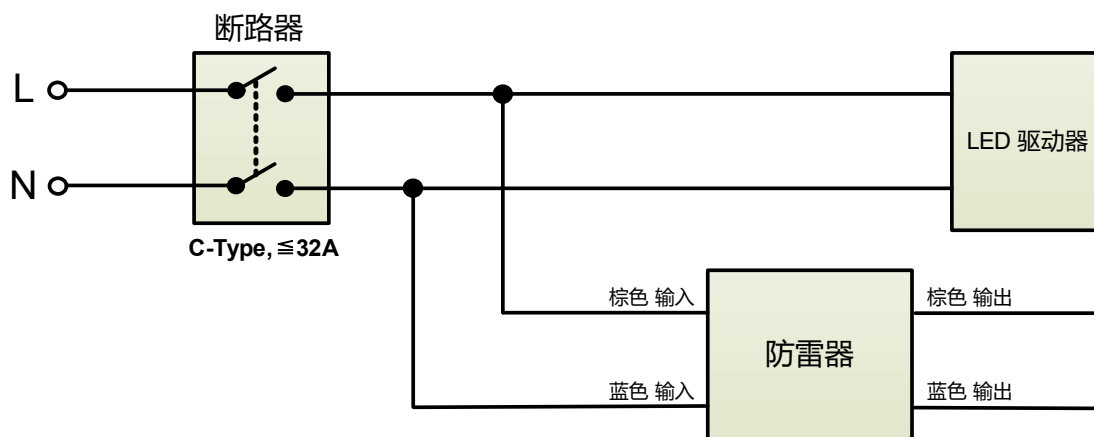 断路器
L
N
C-Type, ≦32A
LED 驱动器
棕色 输入
棕色 输出
防雷器
蓝色 输入
蓝色 输出